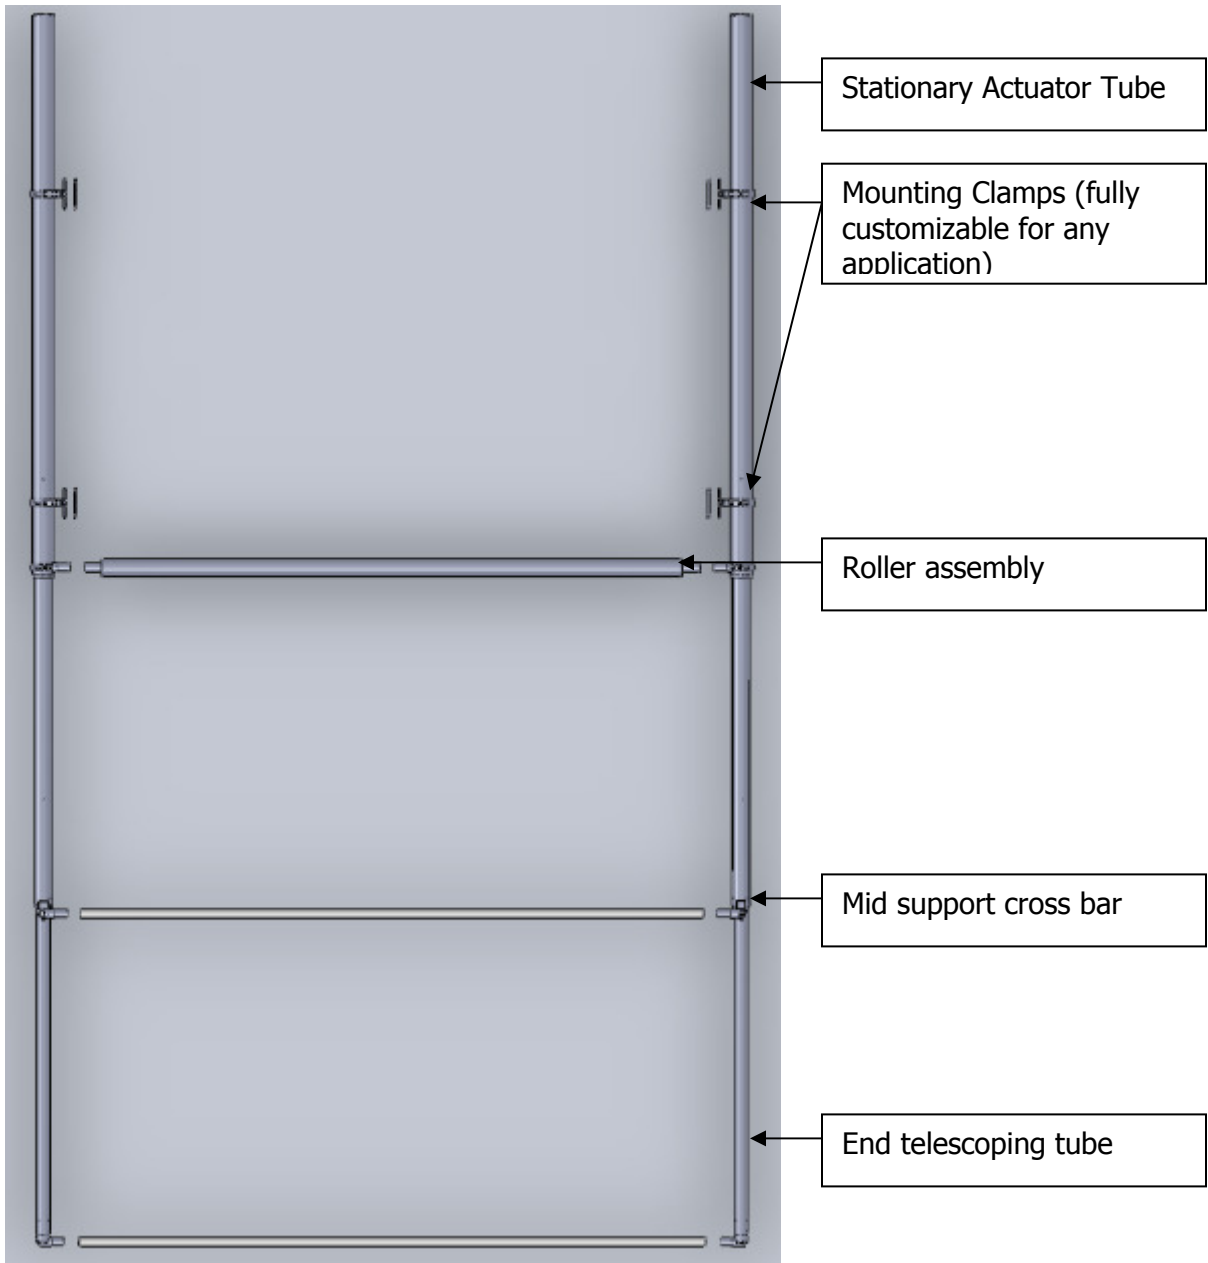 Stationary Actuator Tube
Mounting Clamps (fully
customizable for any
application)
Roller assembly
Mid support cross bar
End telescoping tube